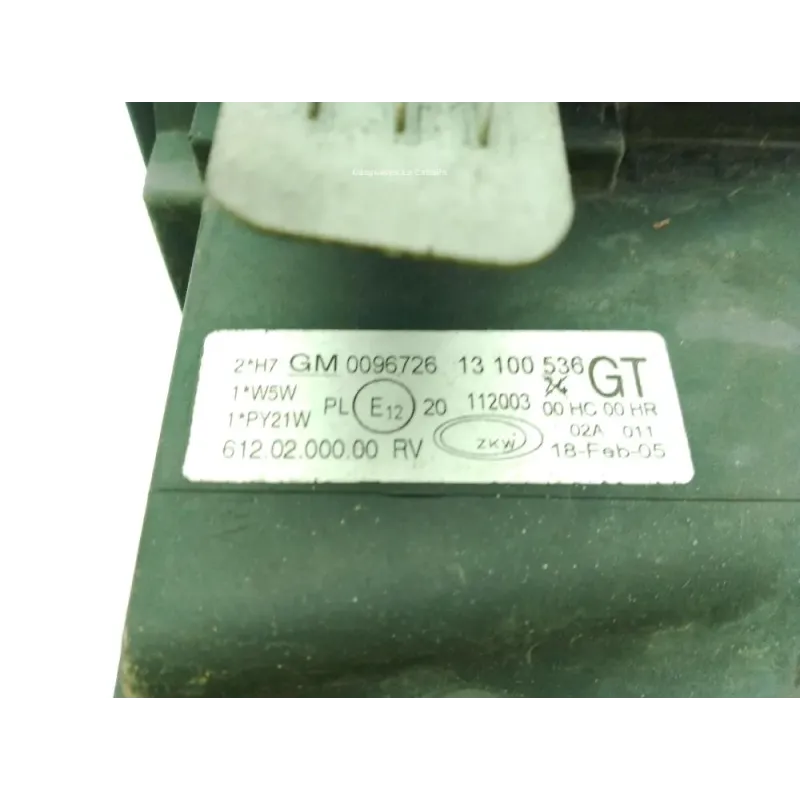 2*H7 GM 0096726 13 100 536 GT
1*W5W
1*PY21W PL E12 20 112003 00 HC 00 HR
02A 011
612.02.000.00 RV zkw 18-Feb-05